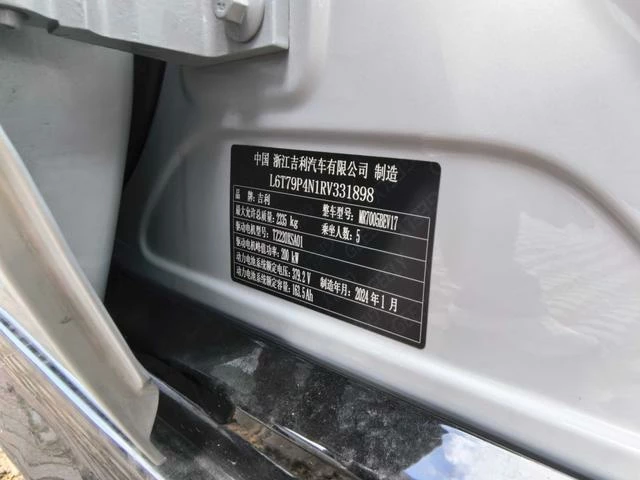 中国 浙江吉利汽车有限公司 制造
L6T79P4N1RV331898
品牌：吉利
整车型号：MR7005BEV17
最大允许总质量：2235 kg
乘坐人数：5
驱动电机型号：TZ220XSA01
驱动电机峰值功率：200 kW
动力电池系统额定电压：379.2 V
制造年月：2024 年 1 月
动力电池系统额定容量：163.5 Ah